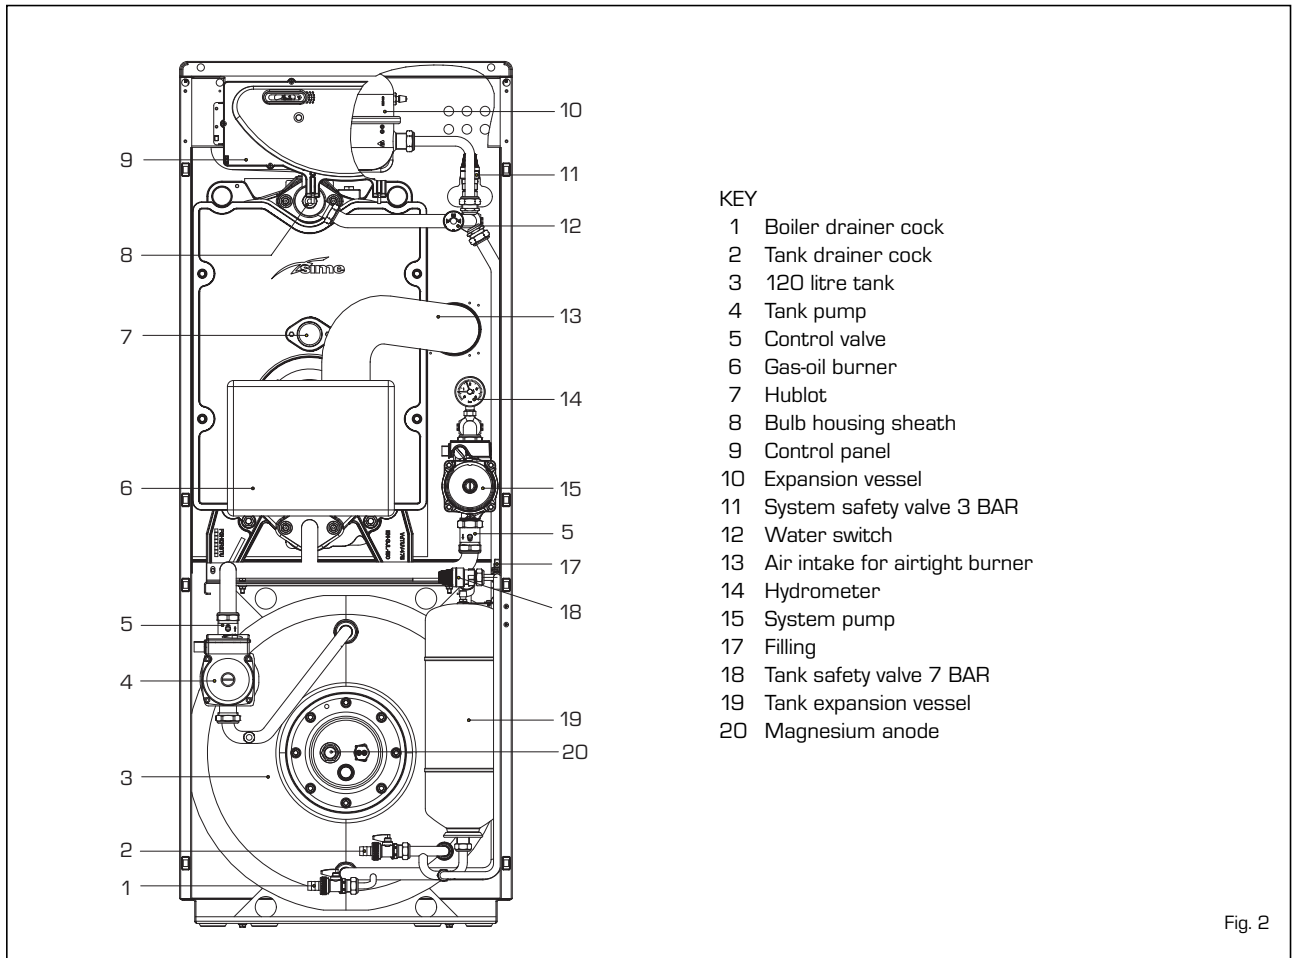 10
9
11
8
12
sime
7
13
14
6
15
5
17
18
5
4
19
20
3
2
1
KEY
1 Boiler drainer cock
2 Tank drainer cock
3 120 litre tank
4 Tank pump
5 Control valve
6 Gas-oil burner
7 Hublot
8 Bulb housing sheath
9 Control panel
10 Expansion vessel
11 System safety valve 3 BAR
12 Water switch
13 Air intake for airtight burner
14 Hydrometer
15 System pump
17 Filling
18 Tank safety valve 7 BAR
19 Tank expansion vessel
20 Magnesium anode
Fig. 2